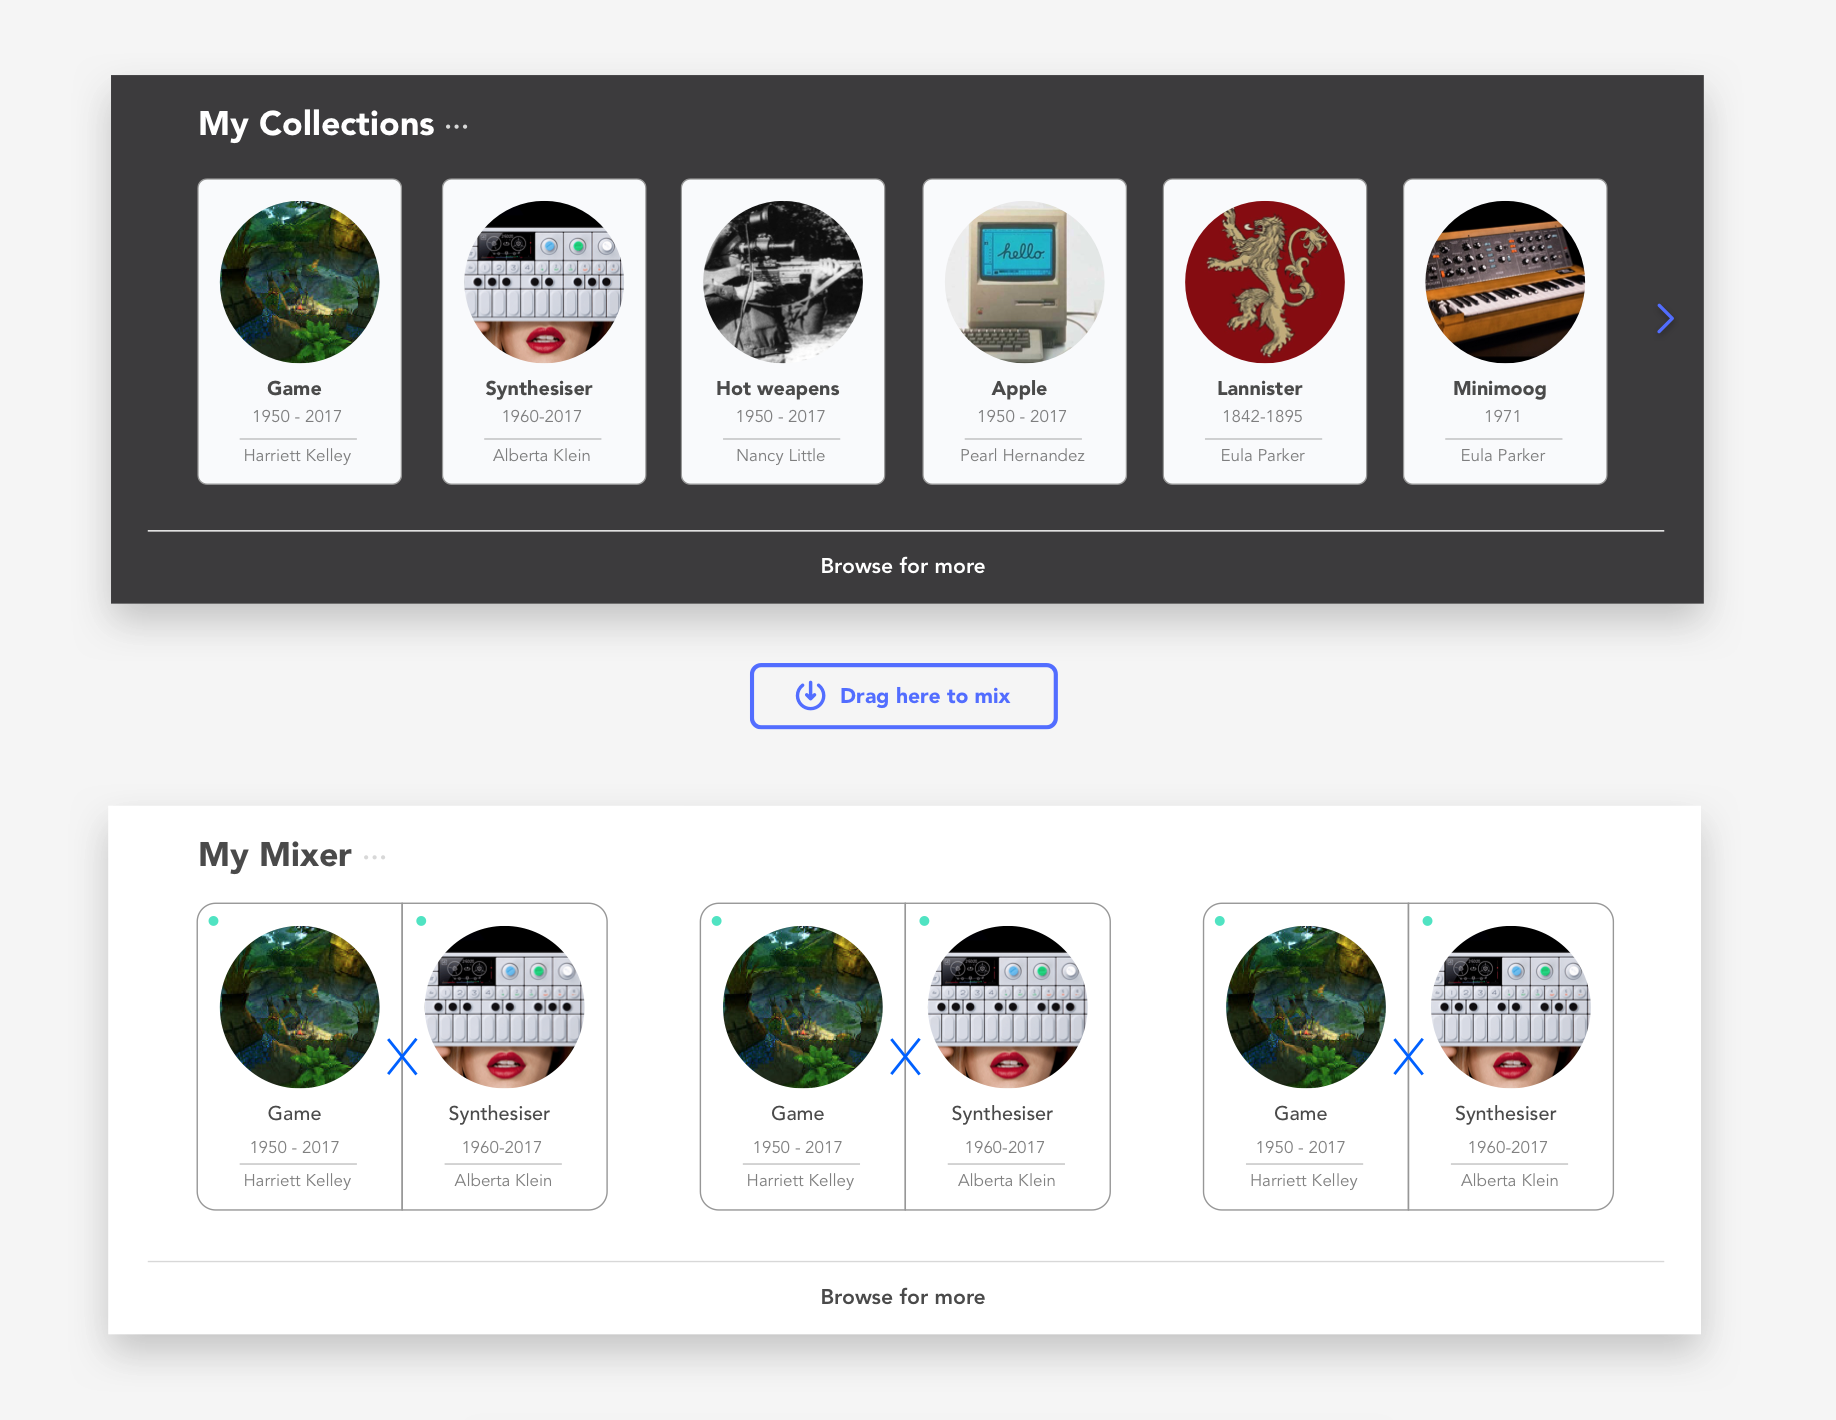 My Collections ...
Game
1950 - 2017
Harriett Kelley
Synthesiser
1960-2017
Alberta Klein
Hot weapens
1950 - 2017
Nancy Little
hello.
Apple
1950 - 2017
Pearl Hernandez
Lannister
1842-1895
Eula Parker
Minimoog
1971
Eula Parker
Browse for more
Drag here to mix
My Mixer ...
Game
1950 - 2017
Harriett Kelley
Synthesiser
1960-2017
Alberta Klein
Game
1950 - 2017
Harriett Kelley
Synthesiser
1960-2017
Alberta Klein
Game
1950 - 2017
Harriett Kelley
Synthesiser
1960-2017
Alberta Klein
Browse for more